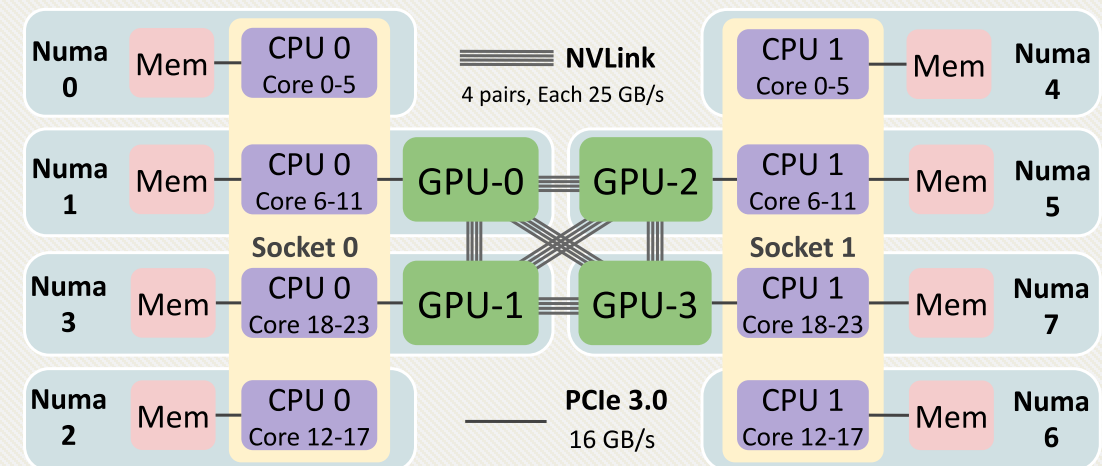 Numa
0
Mem
CPU 0
Core 0-5
NVLink
4 pairs, Each 25 GB/s
CPU 1
Core 0-5
Mem
Numa
4
Numa
1
Mem
CPU 0
Core 6-11
GPU-0
GPU-2
CPU 1
Core 6-11
Mem
Numa
5
Socket 0
Socket 1
Numa
3
Mem
CPU 0
Core 18-23
GPU-1
GPU-3
CPU 1
Core 18-23
Mem
Numa
7
Numa
2
Mem
CPU 0
Core 12-17
PCIe 3.0
16 GB/s
CPU 1
Core 12-17
Mem
Numa
6